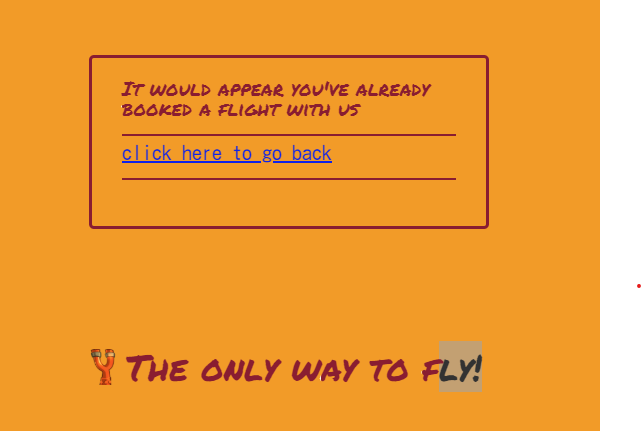 It would appear you've already
booked a flight with us
click here to go back
The only way to fly!